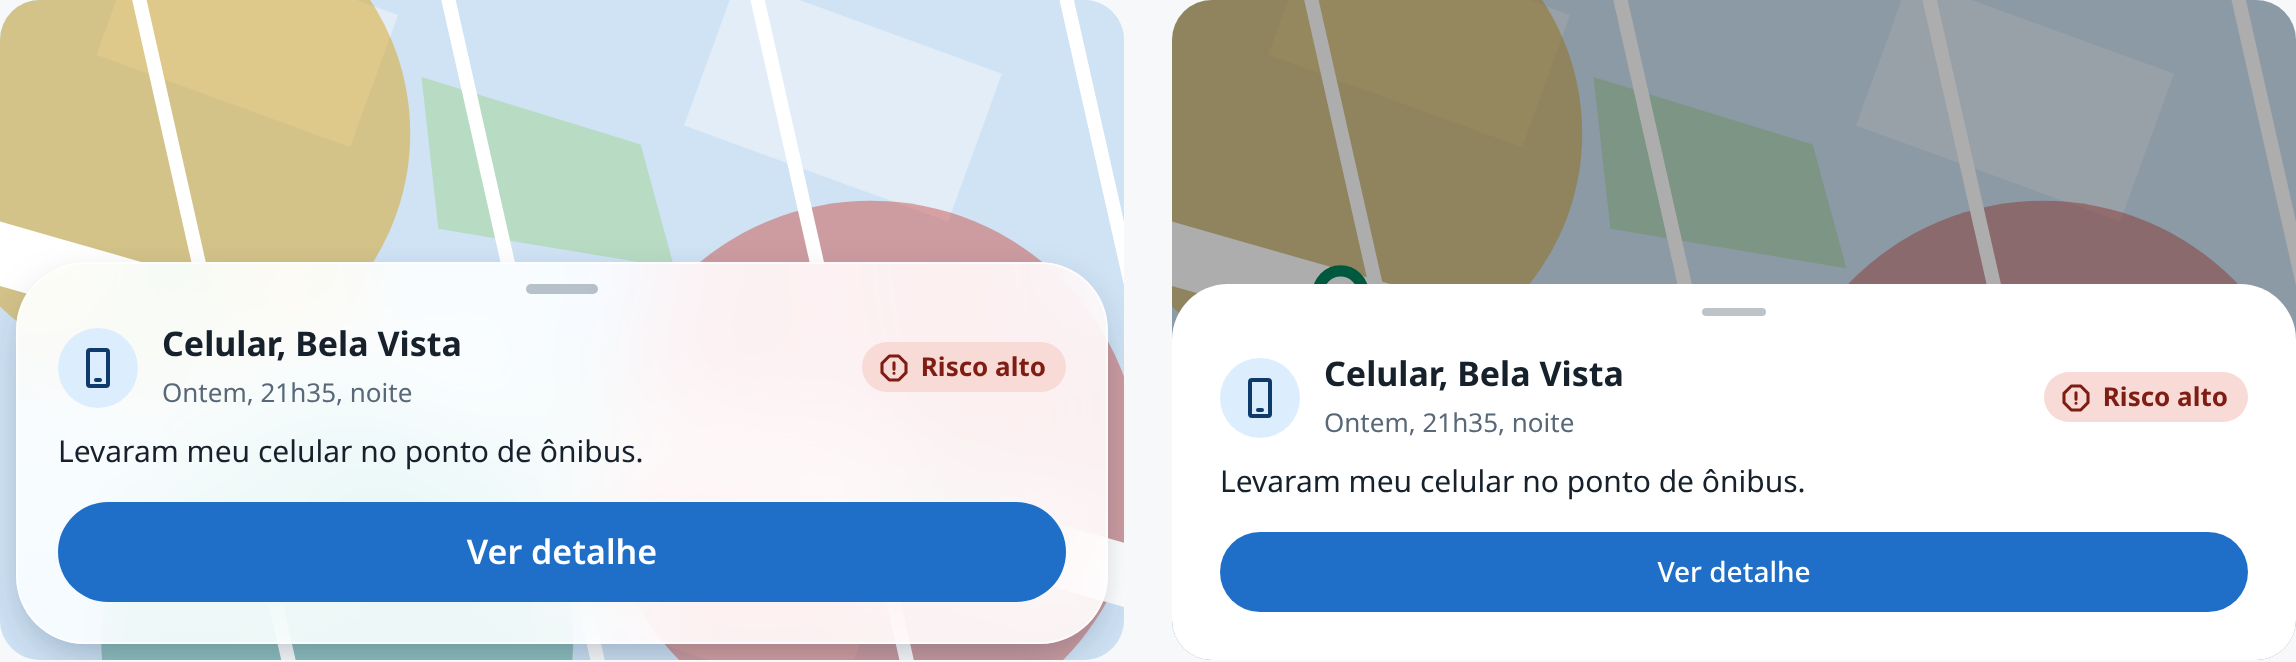 Celular, Bela Vista
Ontem, 21h35, noite
Risco alto
Levaram meu celular no ponto de ônibus.
Ver detalhe
Celular, Bela Vista
Ontem, 21h35, noite
Risco alto
Levaram meu celular no ponto de ônibus.
Ver detalhe